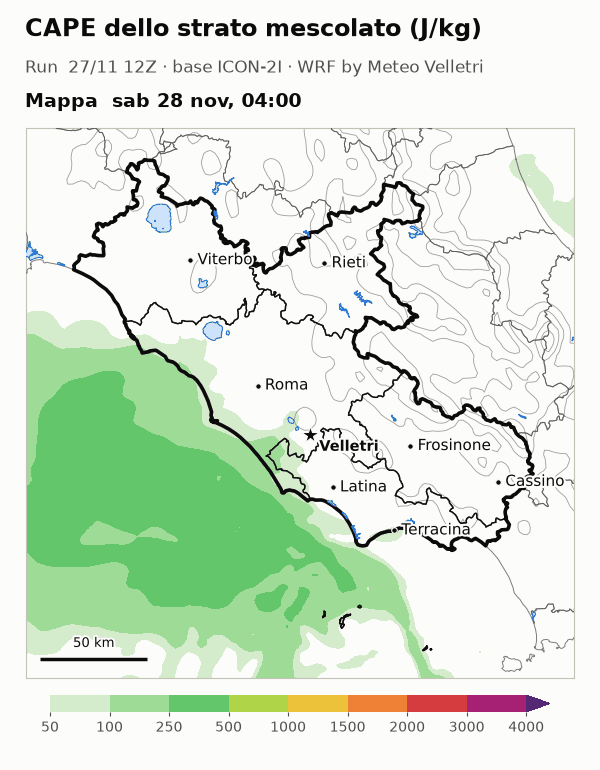 CAPE dello strato mescolato (J/kg)
Run  27/11 12Z · base ICON-2I · WRF by Meteo Velletri
Mappa  sab 28 nov, 04:00
Viterbo
Rieti
Roma
Velletri
Frosinone
Latina
Cassino
Terracina
50 km
50 100 250 500 1000 1500 2000 3000 4000